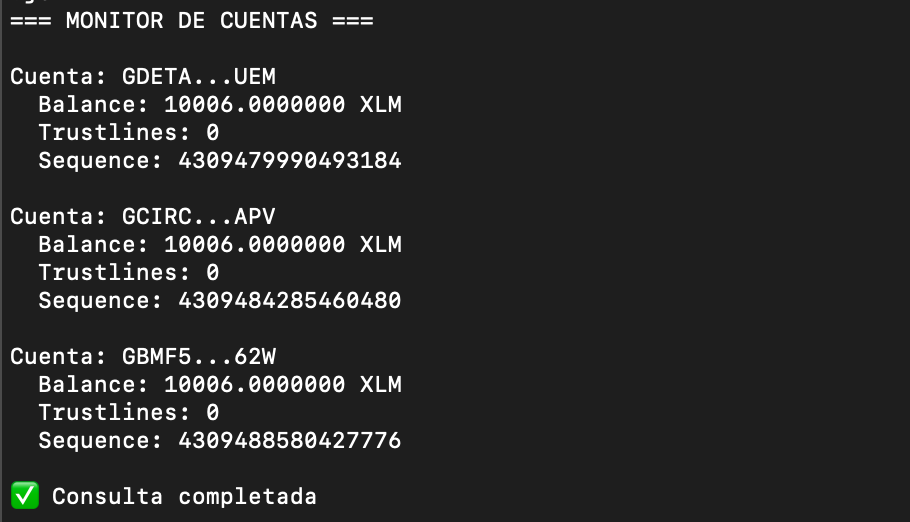 === MONITOR DE CUENTAS ===
Cuenta: GDETA...UEM
Balance: 10006.0000000 XLM
Trustlines: 0
Sequence: 4309479990493184
Cuenta: GCIRC...APV
Balance: 10006.0000000 XLM
Trustlines: 0
Sequence: 4309484285460480
Cuenta: GBMF5...62W
Balance: 10006.0000000 XLM
Trustlines: 0
Sequence: 4309488580427776
✅ Consulta completada